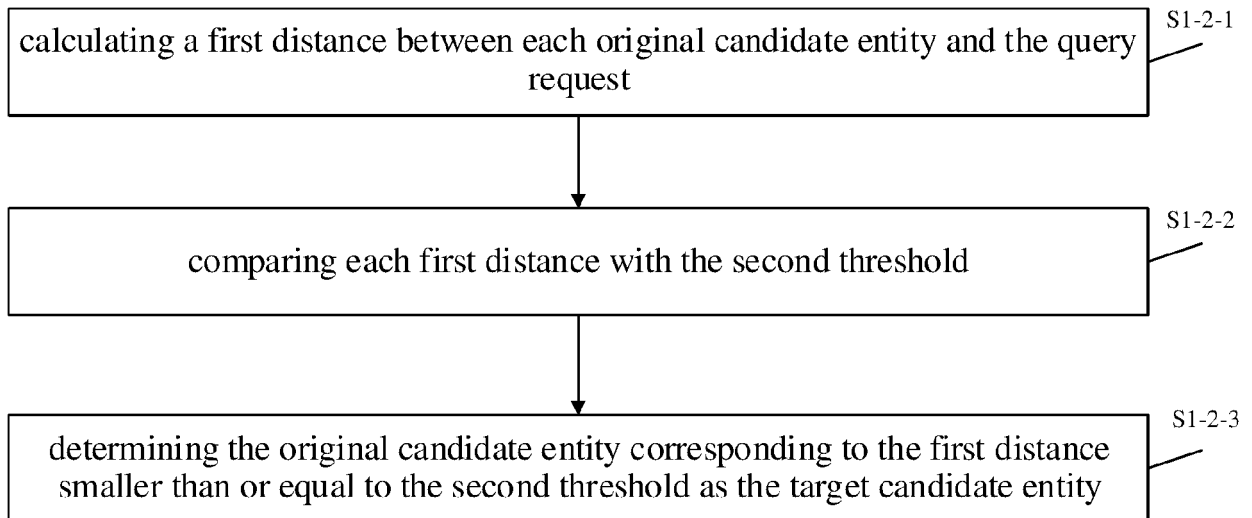 S1-2-1
calculating a first distance between each original candidate entity and the query
request
S1-2-2
comparing each first distance with the second threshold
S1-2-3
determining the original candidate entity corresponding to the first distance
smaller than or equal to the second threshold as the target candidate entity